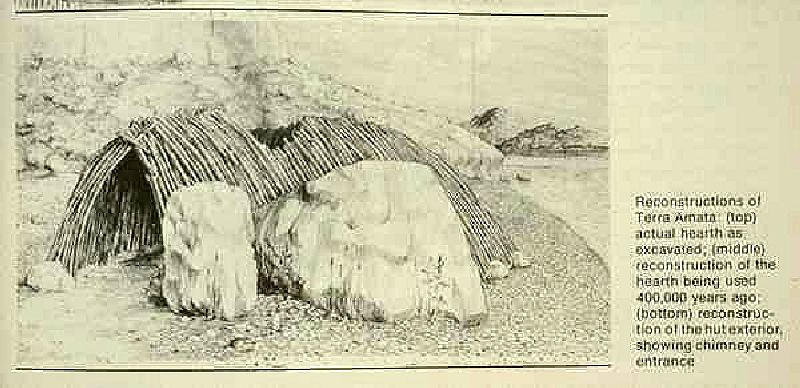 Reconstructions of
Terra Amata: (top)
actual hearth as
excavated; (middle)
reconstruction of the
hearth being used
400,000 years ago;
(bottom) reconstruc-
tion of the hut exterior,
showing chimney and
entrance